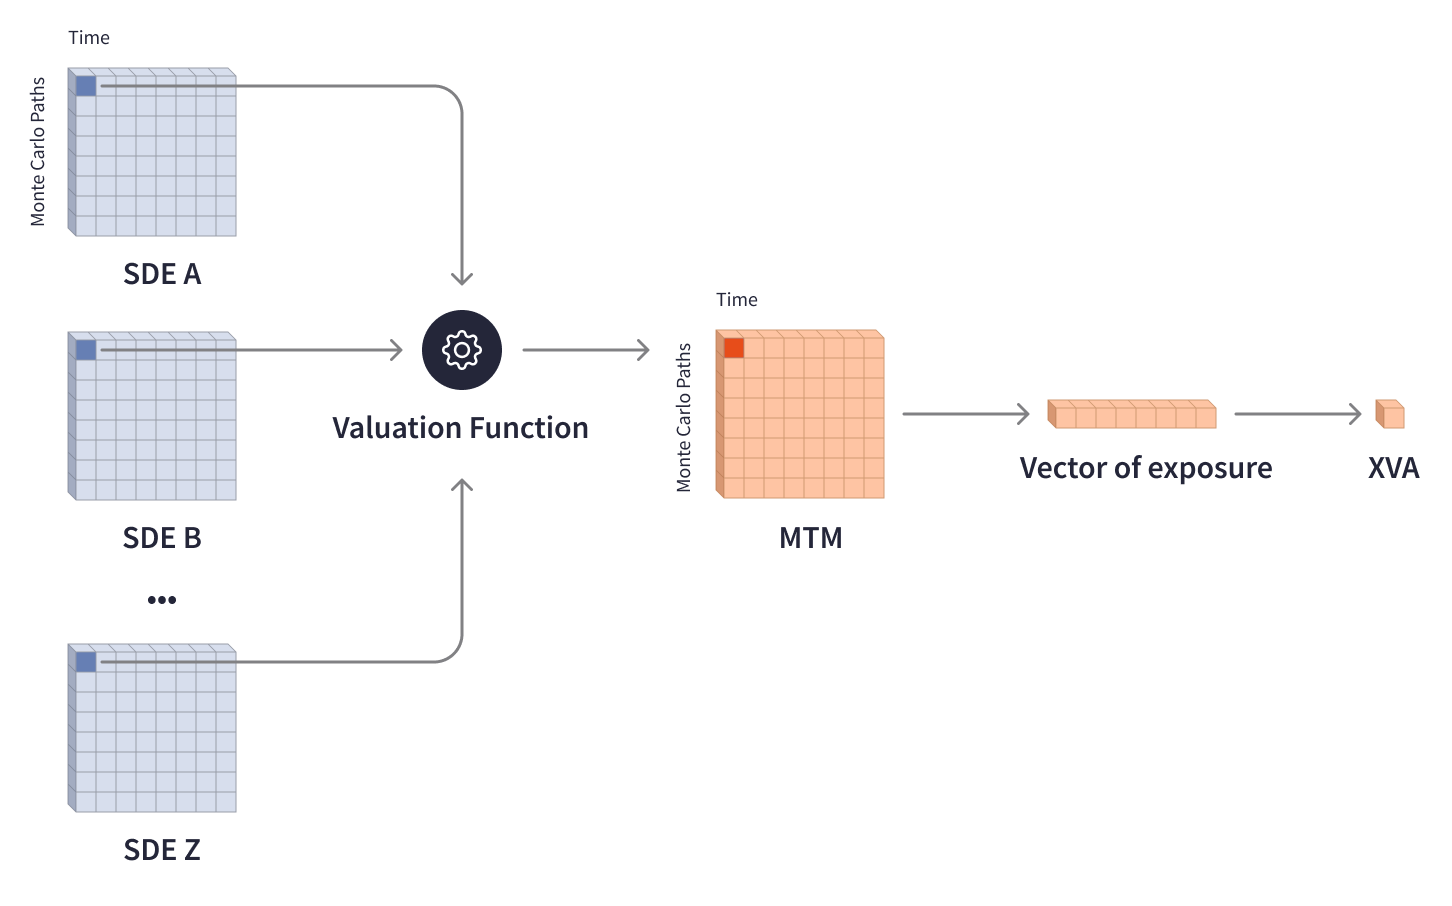 Time
Monte Carlo Paths
SDE A
SDE B
•••
SDE Z
Valuation Function
Time
Monte Carlo Paths
MTM
Vector of exposure
XVA